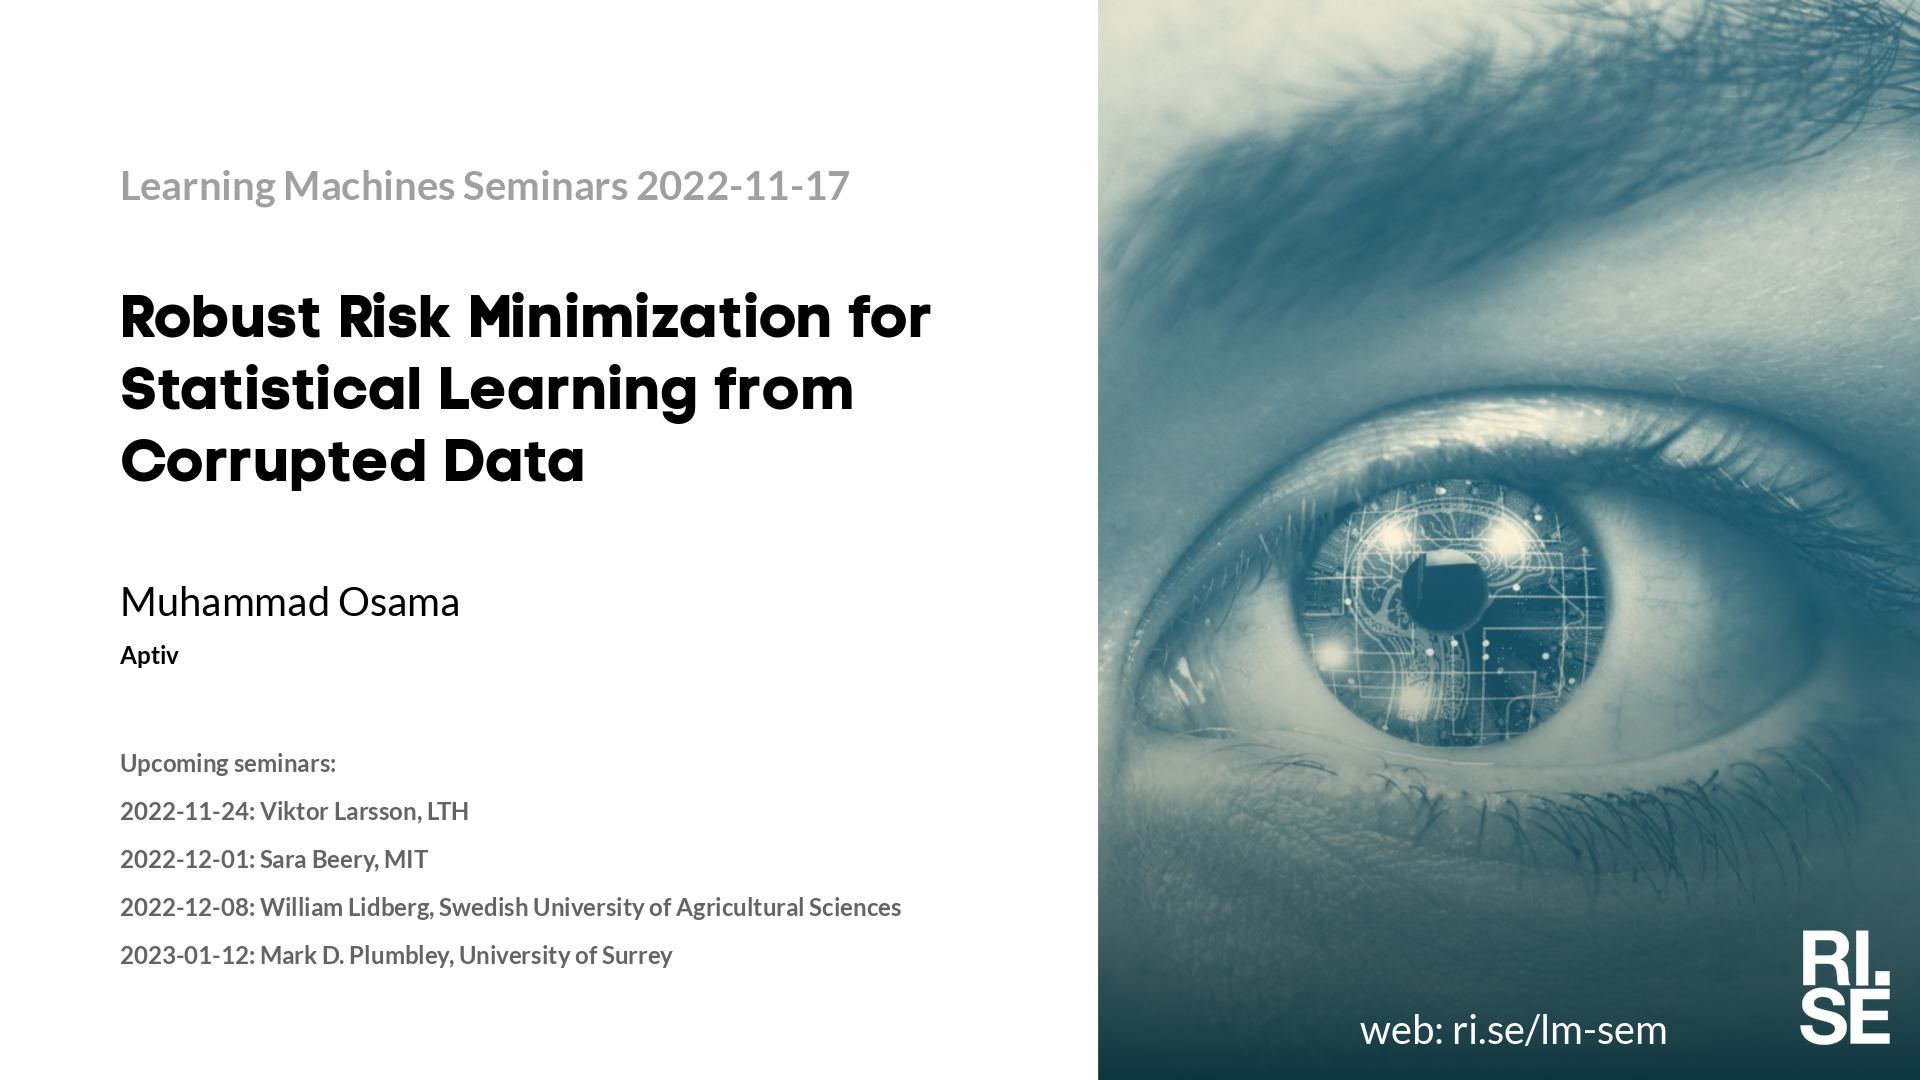 Learning Machines Seminars 2022-11-17
Robust Risk Minimization for
Statistical Learning from
Corrupted Data
Muhammad Osama
Aptiv
Upcoming seminars:
2022-11-24: Viktor Larsson, LTH
2022-12-01: Sara Beery, MIT
2022-12-08: William Lidberg, Swedish University of Agricultural Sciences
2023-01-12: Mark D. Plumbley, University of Surrey
web: ri.se/lm-sem
RI.
SE